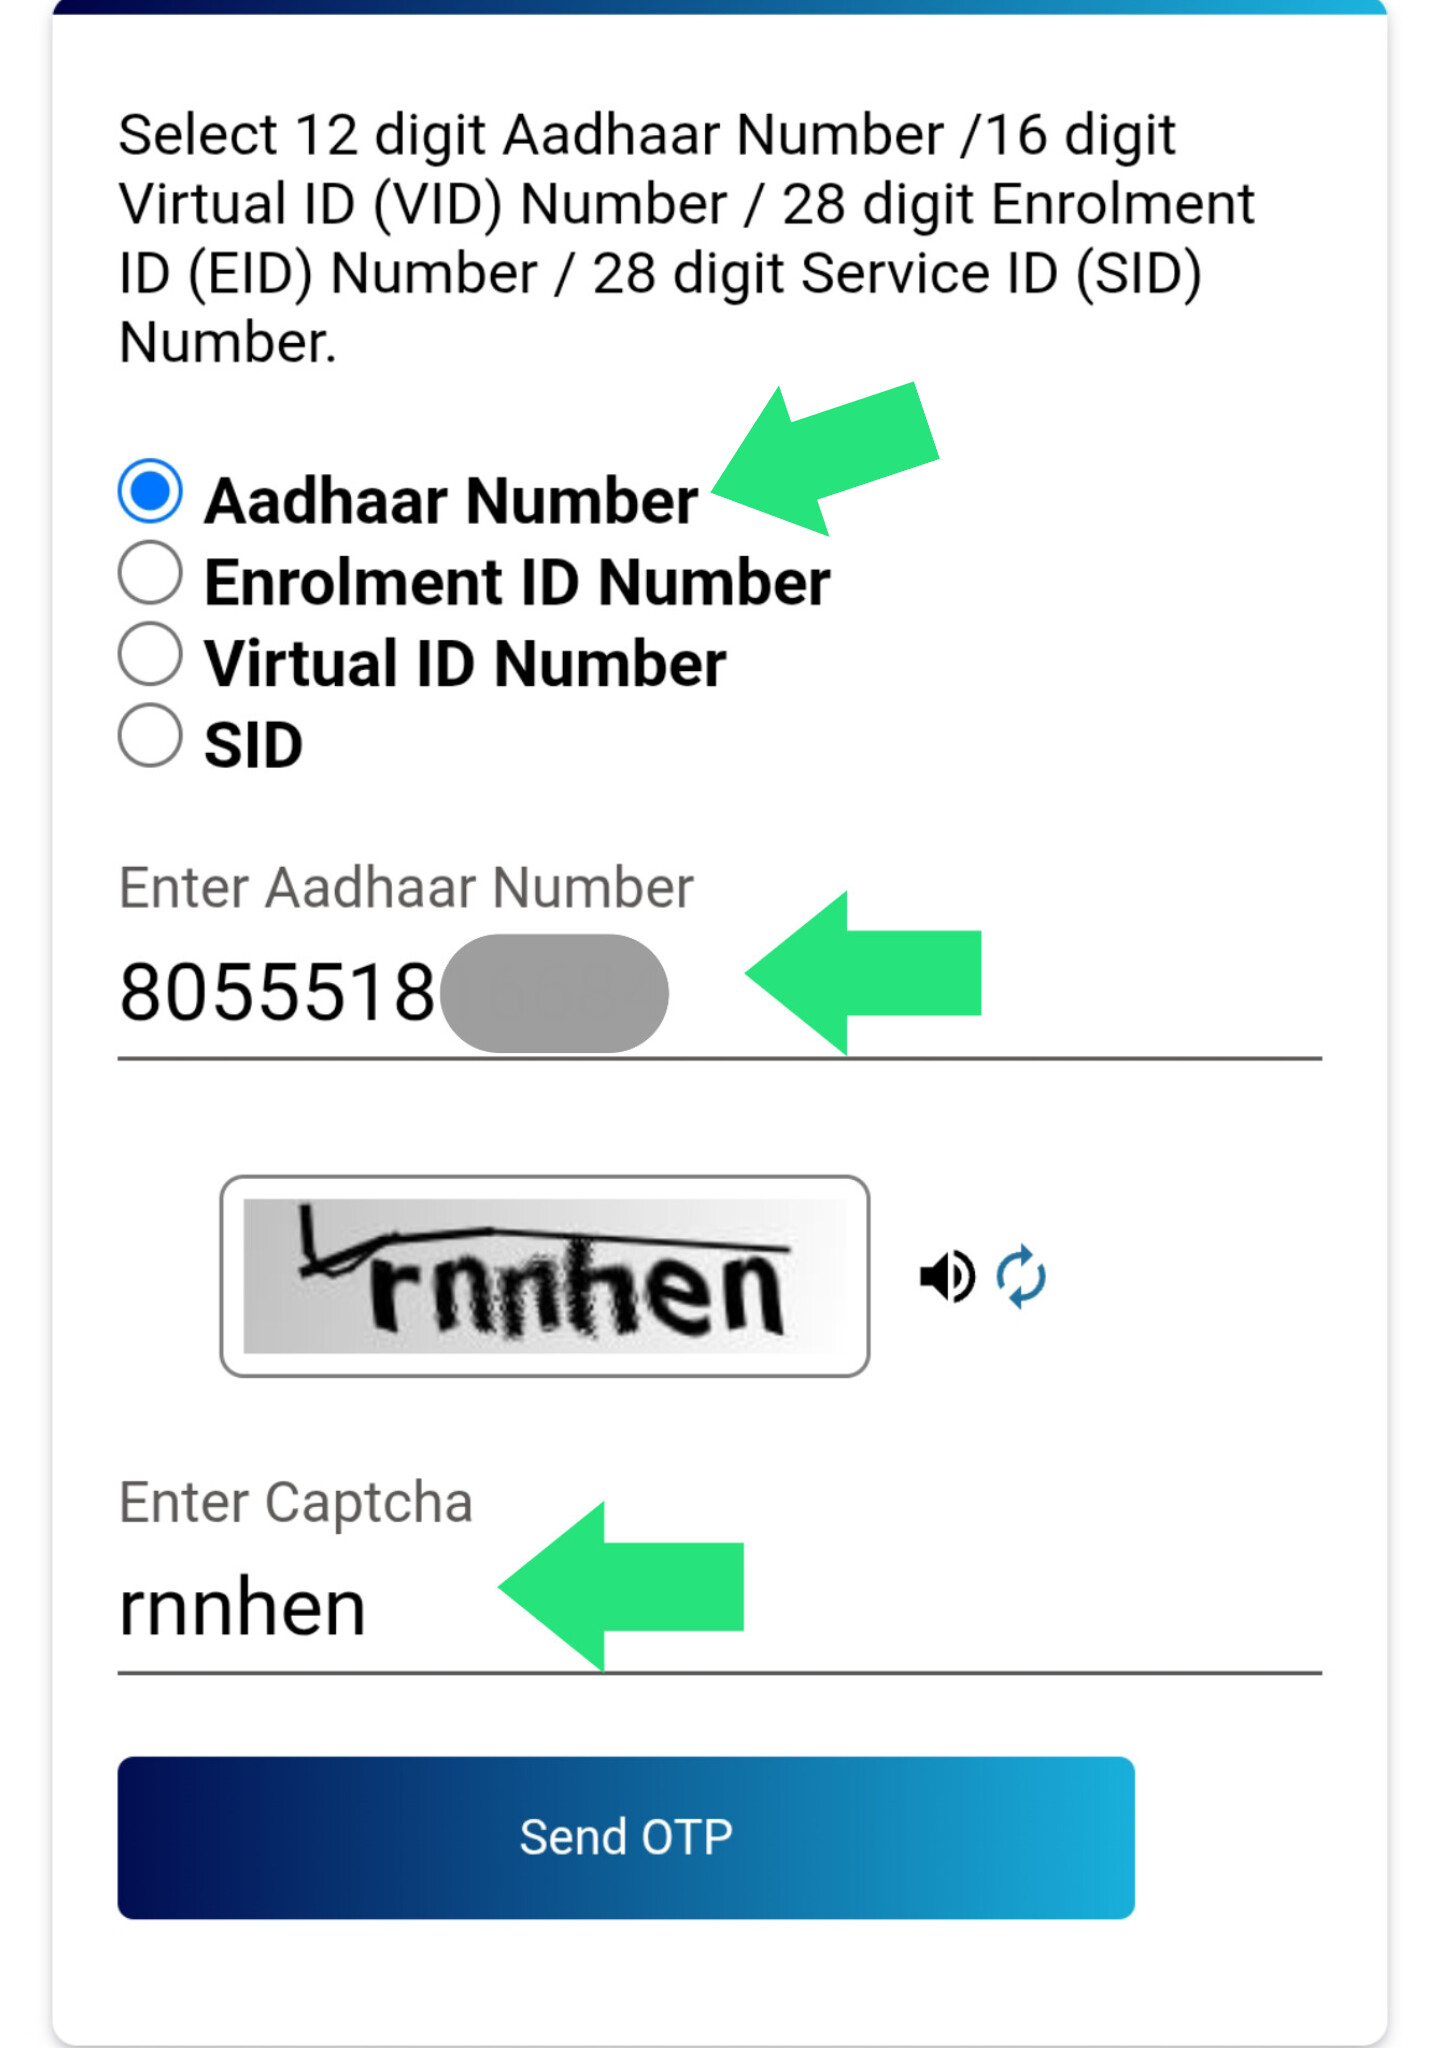 Select 12 digit Aadhaar Number /16 digit
Virtual ID (VID) Number / 28 digit Enrolment
ID (EID) Number / 28 digit Service ID (SID)
Number.
Aadhaar Number
Enrolment ID Number
Virtual ID Number
SID
Enter Aadhaar Number
8055518
rnnhen
Enter Captcha
rnnhen
Send OTP